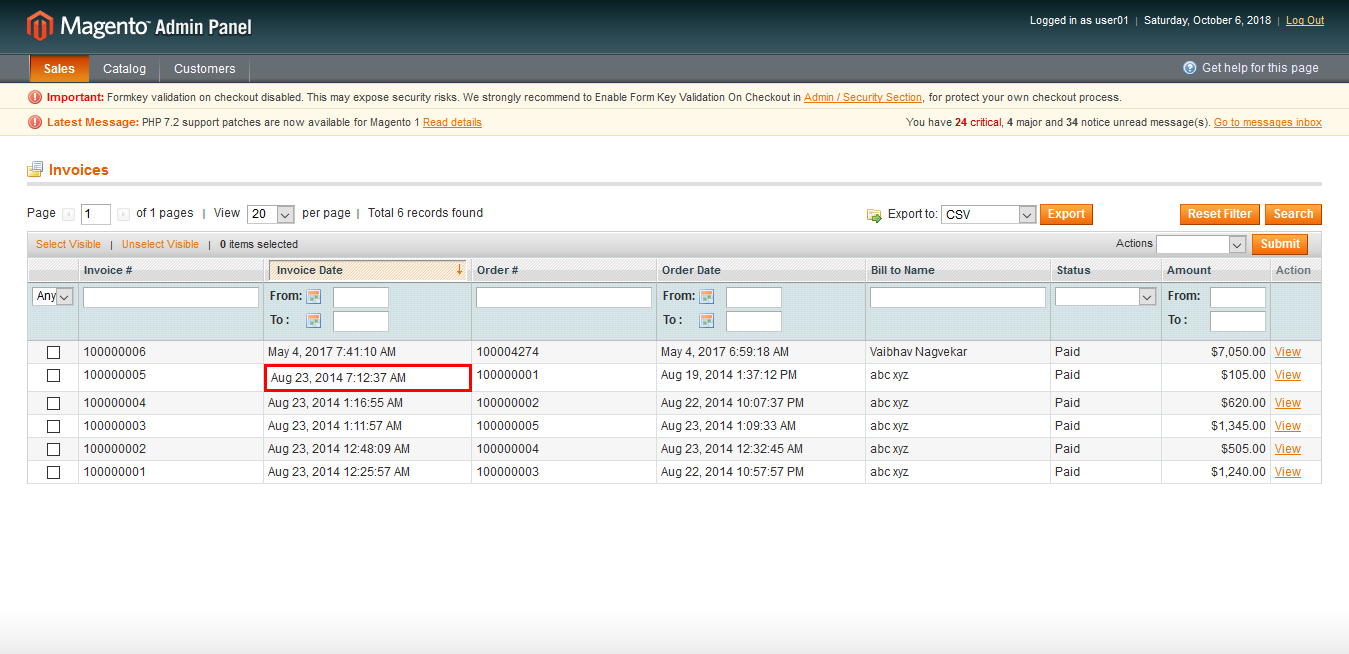 Magento™ Admin Panel
Logged in as user01 | Saturday, October 6, 2018 | Log Out
Sales Catalog Customers Get help for this page
Important: Formkey validation on checkout disabled. This may expose security risks. We strongly recommend to Enable Form Key Validation On Checkout in Admin / Security Section, for protect your own checkout process.
Latest Message: PHP 7.2 support patches are now available for Magento 1 Read details You have 24 critical, 4 major and 34 notice unread message(s). Go to messages inbox
Invoices
Page 1 of 1 pages | View 20 per page | Total 6 records found Export to: CSV Export Reset Filter Search
Select Visible | Unselect Visible | 0 items selected Actions Submit
Invoice # Invoice Date Order # Order Date Bill to Name Status Amount Action
Any From: From: From:
To : To : To :
100000006 May 4, 2017 7:41:10 AM 100004274 May 4, 2017 6:59:18 AM Vaibhav Nagvekar Paid $7,050.00 View
100000005 Aug 23, 2014 7:12:37 AM 100000001 Aug 19, 2014 1:37:12 PM abc xyz Paid $105.00 View
100000004 Aug 23, 2014 1:16:55 AM 100000002 Aug 22, 2014 10:07:37 PM abc xyz Paid $620.00 View
100000003 Aug 23, 2014 1:11:57 AM 100000005 Aug 23, 2014 1:09:33 AM abc xyz Paid $1,345.00 View
100000002 Aug 23, 2014 12:48:09 AM 100000004 Aug 23, 2014 12:32:45 AM abc xyz Paid $505.00 View
100000001 Aug 23, 2014 12:25:57 AM 100000003 Aug 22, 2014 10:57:57 PM abc xyz Paid $1,240.00 View